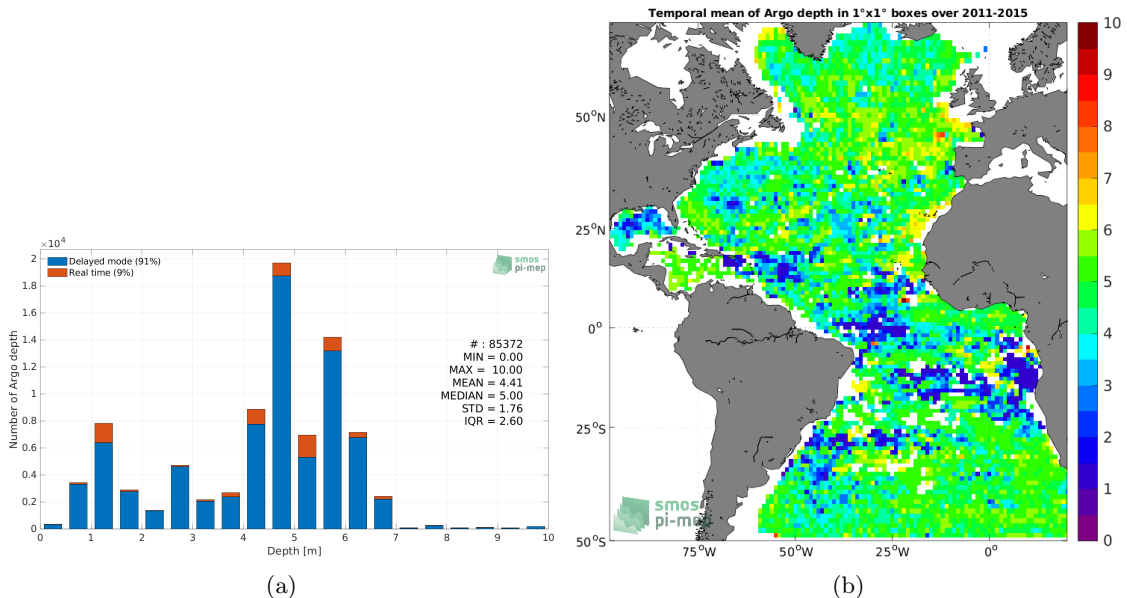 ×10⁴
Delayed mode (91%)
Real time (9%)
smos
pi-mep
# : 85372
MIN = 0.00
MAX = 10.00
MEAN = 4.41
MEDIAN = 5.00
STD = 1.76
IQR = 2.60
Number of Argo depth
2
1.8
1.6
1.4
1.2
1
0.8
0.6
0.4
0.2
0
0 1 2 3 4 5 6 7 8 9 10
Depth [m]
(a)
Temporal mean of Argo depth in 1°x1° boxes over 2011-2015
50°N
25°N
0°
25°S
50°S
75°W 50°W 25°W 0°
smos
pi-mep
10
9
8
7
6
5
4
3
2
1
0
(b)